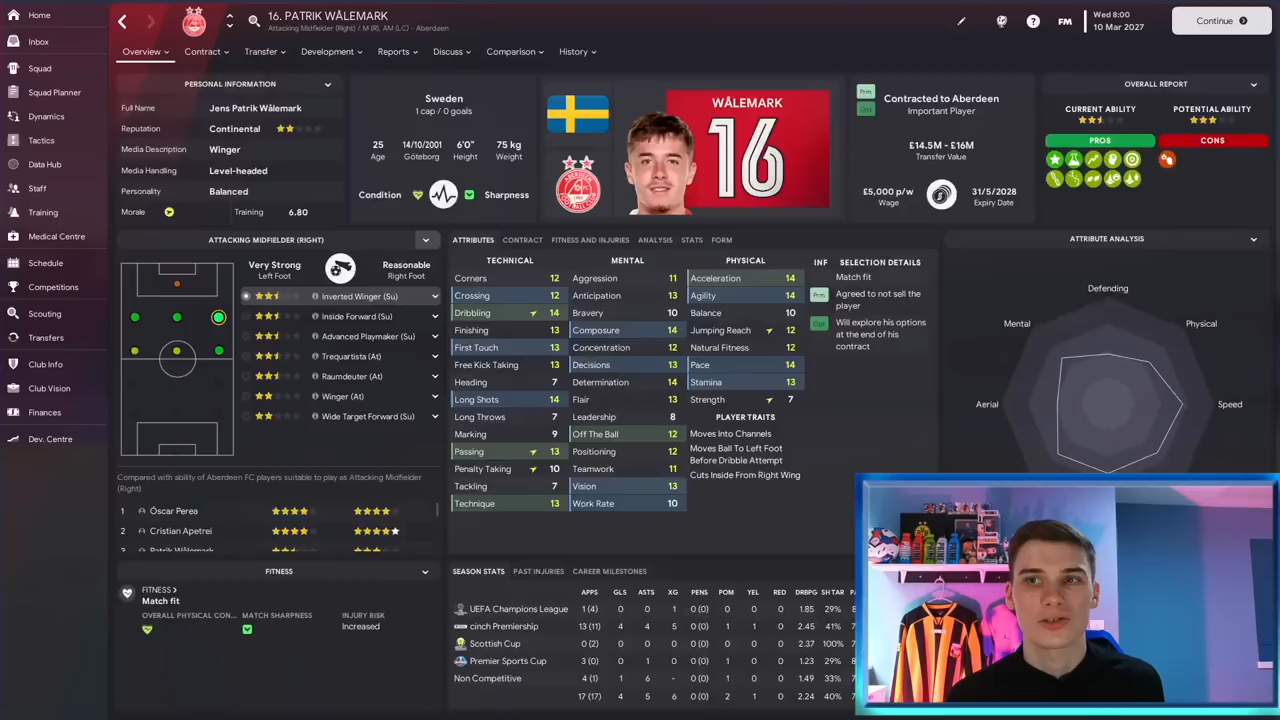 Home
Inbox
Squad
Squad Planner
Dynamics
Tactics
Data Hub
Staff
Training
Medical Centre
Schedule
Competitions
Scouting
Transfers
Club Info
Club Vision
Finances
Dev. Centre
16. PATRIK WÅLEMARK
Attacking Midfielder (Right) / M (R), AM (LC) - Aberdeen
FM
Wed 8:00
10 Mar 2027
Continue
Overview Contract Transfer Development Reports Discuss Comparison History
PERSONAL INFORMATION
Full Name Jens Patrik Wålemark
Reputation Continental
Media Description Winger
Media Handling Level-headed
Personality Balanced
Morale Training 6.80
Sweden
1 cap / 0 goals
25 14/10/2001 6'0" 75 kg
Age Göteborg Height Weight
Condition Sharpness
ABERDEEN
WÅLEMARK
16
Prm
Opt
Contracted to Aberdeen
Important Player
£14.5M - £16M
Transfer Value
£5,000 p/w 31/5/2028
Wage Expiry Date
OVERALL REPORT
CURRENT ABILITY POTENTIAL ABILITY
PROS CONS
ATTACKING MIDFIELDER (RIGHT)
Very Strong Reasonable
Left Foot Right Foot
Inverted Winger (Su)
Inside Forward (Su)
Advanced Playmaker (Su)
Trequartista (At)
Raumdeuter (At)
Winger (At)
Wide Target Forward (Su)
Compared with ability of Aberdeen FC players suitable to play as Attacking Midfielder
(Right)
1 Óscar Perea
2 Cristian Apetrei
3 Patrik Wålemark
FITNESS
FITNESS
Match fit
OVERALL PHYSICAL CON... MATCH SHARPNESS INJURY RISK
Increased
ATTRIBUTES CONTRACT FITNESS AND INJURIES ANALYSIS STATS FORM
TECHNICAL MENTAL PHYSICAL
Corners 12 Aggression 11 Acceleration 14
Crossing 12 Anticipation 13 Agility 14
Dribbling 14 Bravery 10 Balance 10
Finishing 13 Composure 14 Jumping Reach 12
First Touch 13 Concentration 12 Natural Fitness 12
Free Kick Taking 13 Decisions 13 Pace 14
Heading 7 Determination 14 Stamina 13
Long Shots 14 Flair 13 Strength 7
Long Throws 7 Leadership 8
Marking 9 Off The Ball 12
Passing 13 Positioning 12
Penalty Taking 10 Teamwork 11
Tackling 7 Vision 13
Technique 13 Work Rate 10
PLAYER TRAITS
Moves Into Channels
Moves Ball To Left Foot
Before Dribble Attempt
Cuts Inside From Right Wing
INF SELECTION DETAILS
Match fit
Prm Agreed to not sell the
player
Opt Will explore his options
at the end of his
contract
ATTRIBUTE ANALYSIS
Defending
Mental Physical
Aerial Speed
SEASON STATS PAST INJURIES CAREER MILESTONES
APPS GLS ASTS XG PENS POM YEL RED DRBPG SH TAR
UEFA Champions League 1 (4) 0 0 1 0 (0) 0 0 0 1.85 29%
cinch Premiership 13 (11) 4 4 5 0 (0) 1 1 0 2.45 41%
Scottish Cup 0 (2) 0 0 0 0 (0) 0 0 0 2.37 100%
Premier Sports Cup 3 (0) 0 1 0 0 (0) 1 0 0 1.23 29%
Non Competitive 4 (1) 1 6 - 0 (0) 0 0 0 1.49 33%
17 (17) 4 5 6 0 (0) 2 1 0 2.24 40%